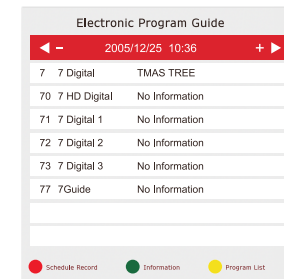 Electronic Program Guide
− 2005/12/25 10:36 +
7 7 Digital TMAS TREE
70 7 HD Digital No Information
71 7 Digital 1 No Information
72 7 Digital 2 No Information
73 7 Digital 3 No Information
77 7Guide No Information
Schedule Record Information Program List